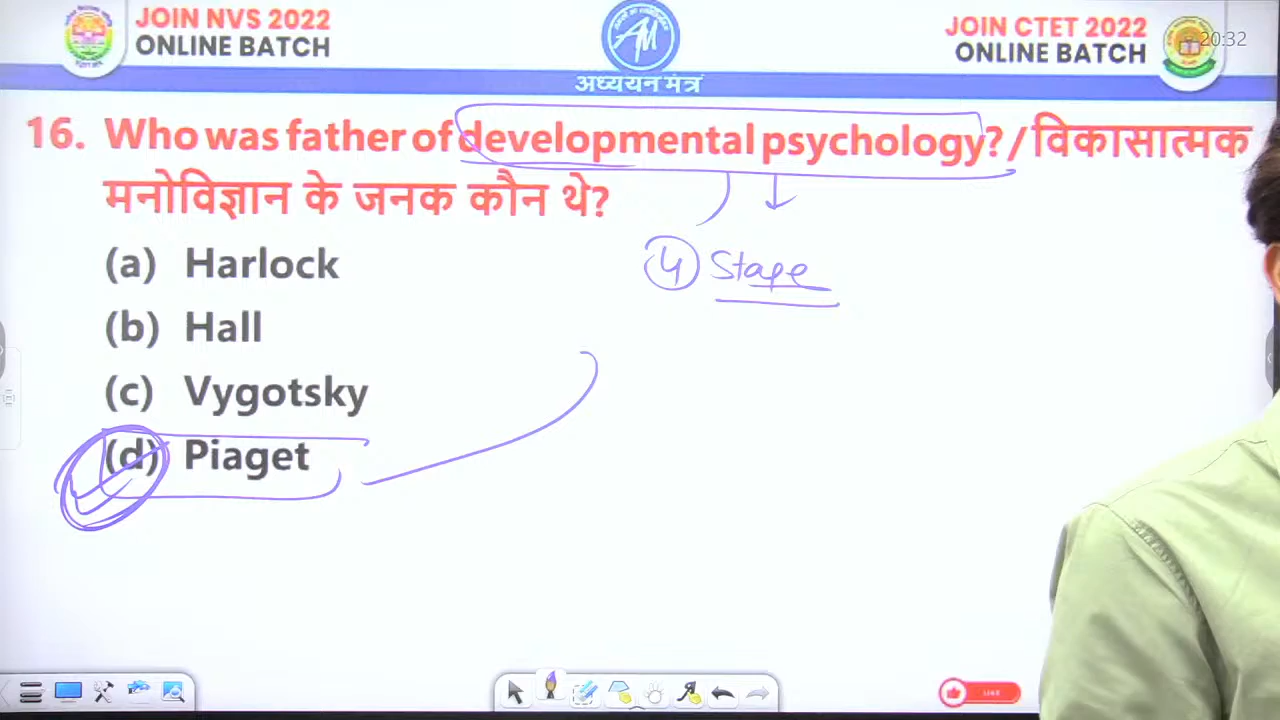 JOIN NVS 2022
ONLINE BATCH
AM
अध्ययन मंत्र
JOIN CTET 2022
ONLINE BATCH
20:32
16. Who was father of developmental psychology? / विकासात्मक
मनोविज्ञान के जनक कौन थे?
4 Stage
(a) Harlock
(b) Hall
(c) Vygotsky
(d) Piaget